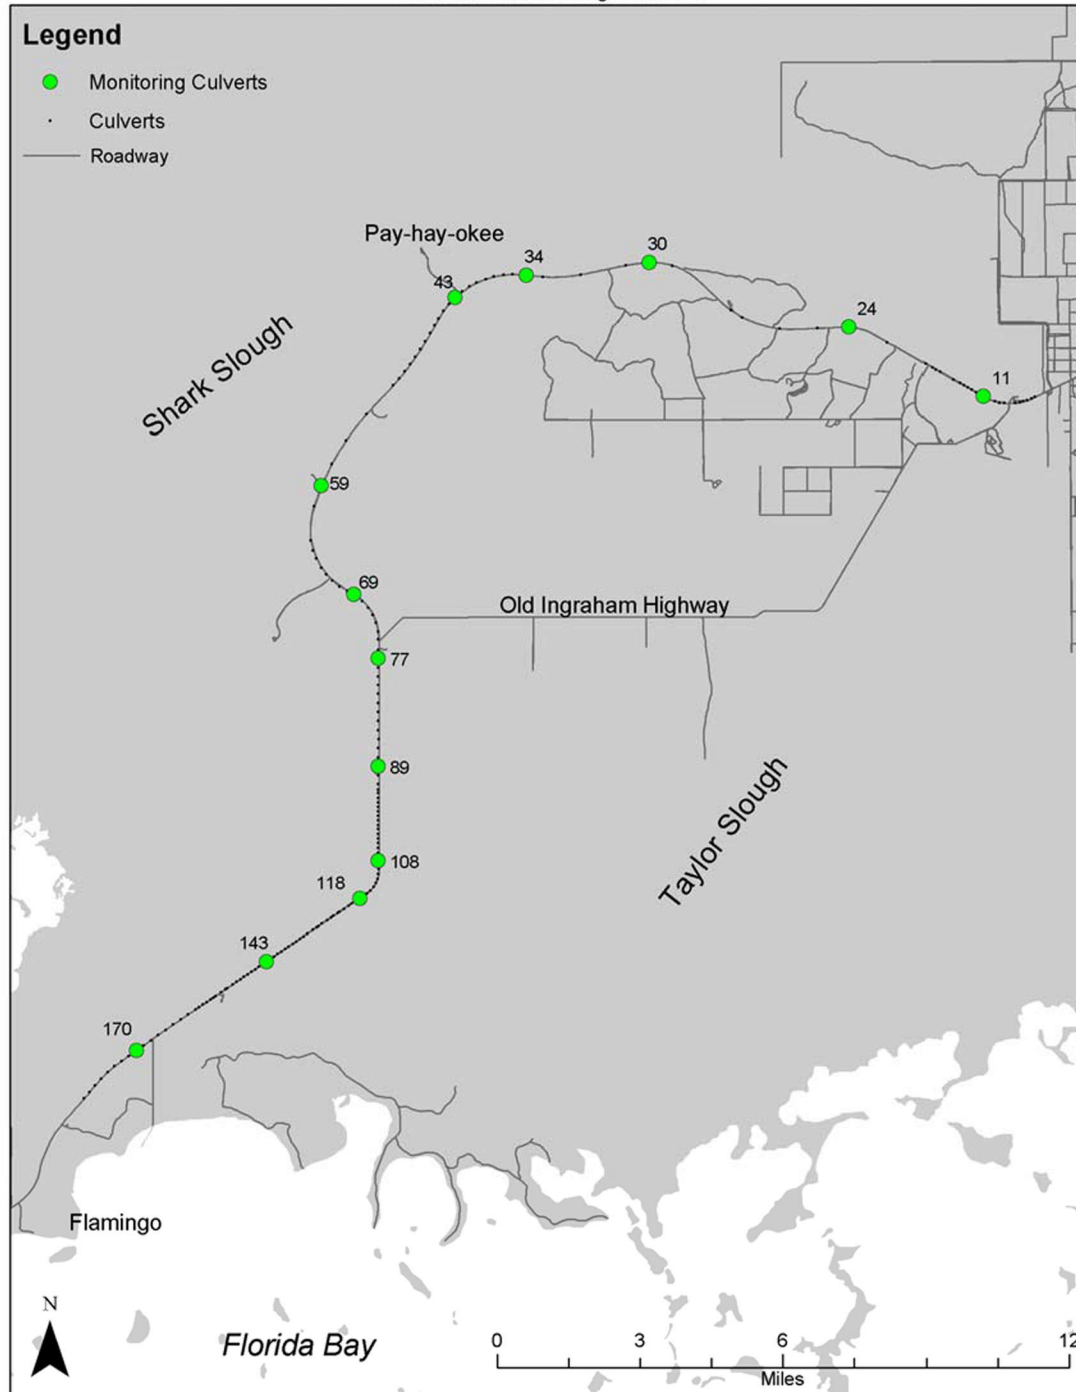 Legend
Monitoring Culverts
Culverts
Roadway
Pay-hay-okee
30
34
43
24
11
Shark Slough
59
69
Old Ingraham Highway
77
89
Taylor Slough
108
118
143
170
Flamingo
N
Florida Bay
0 3 6 12
Miles